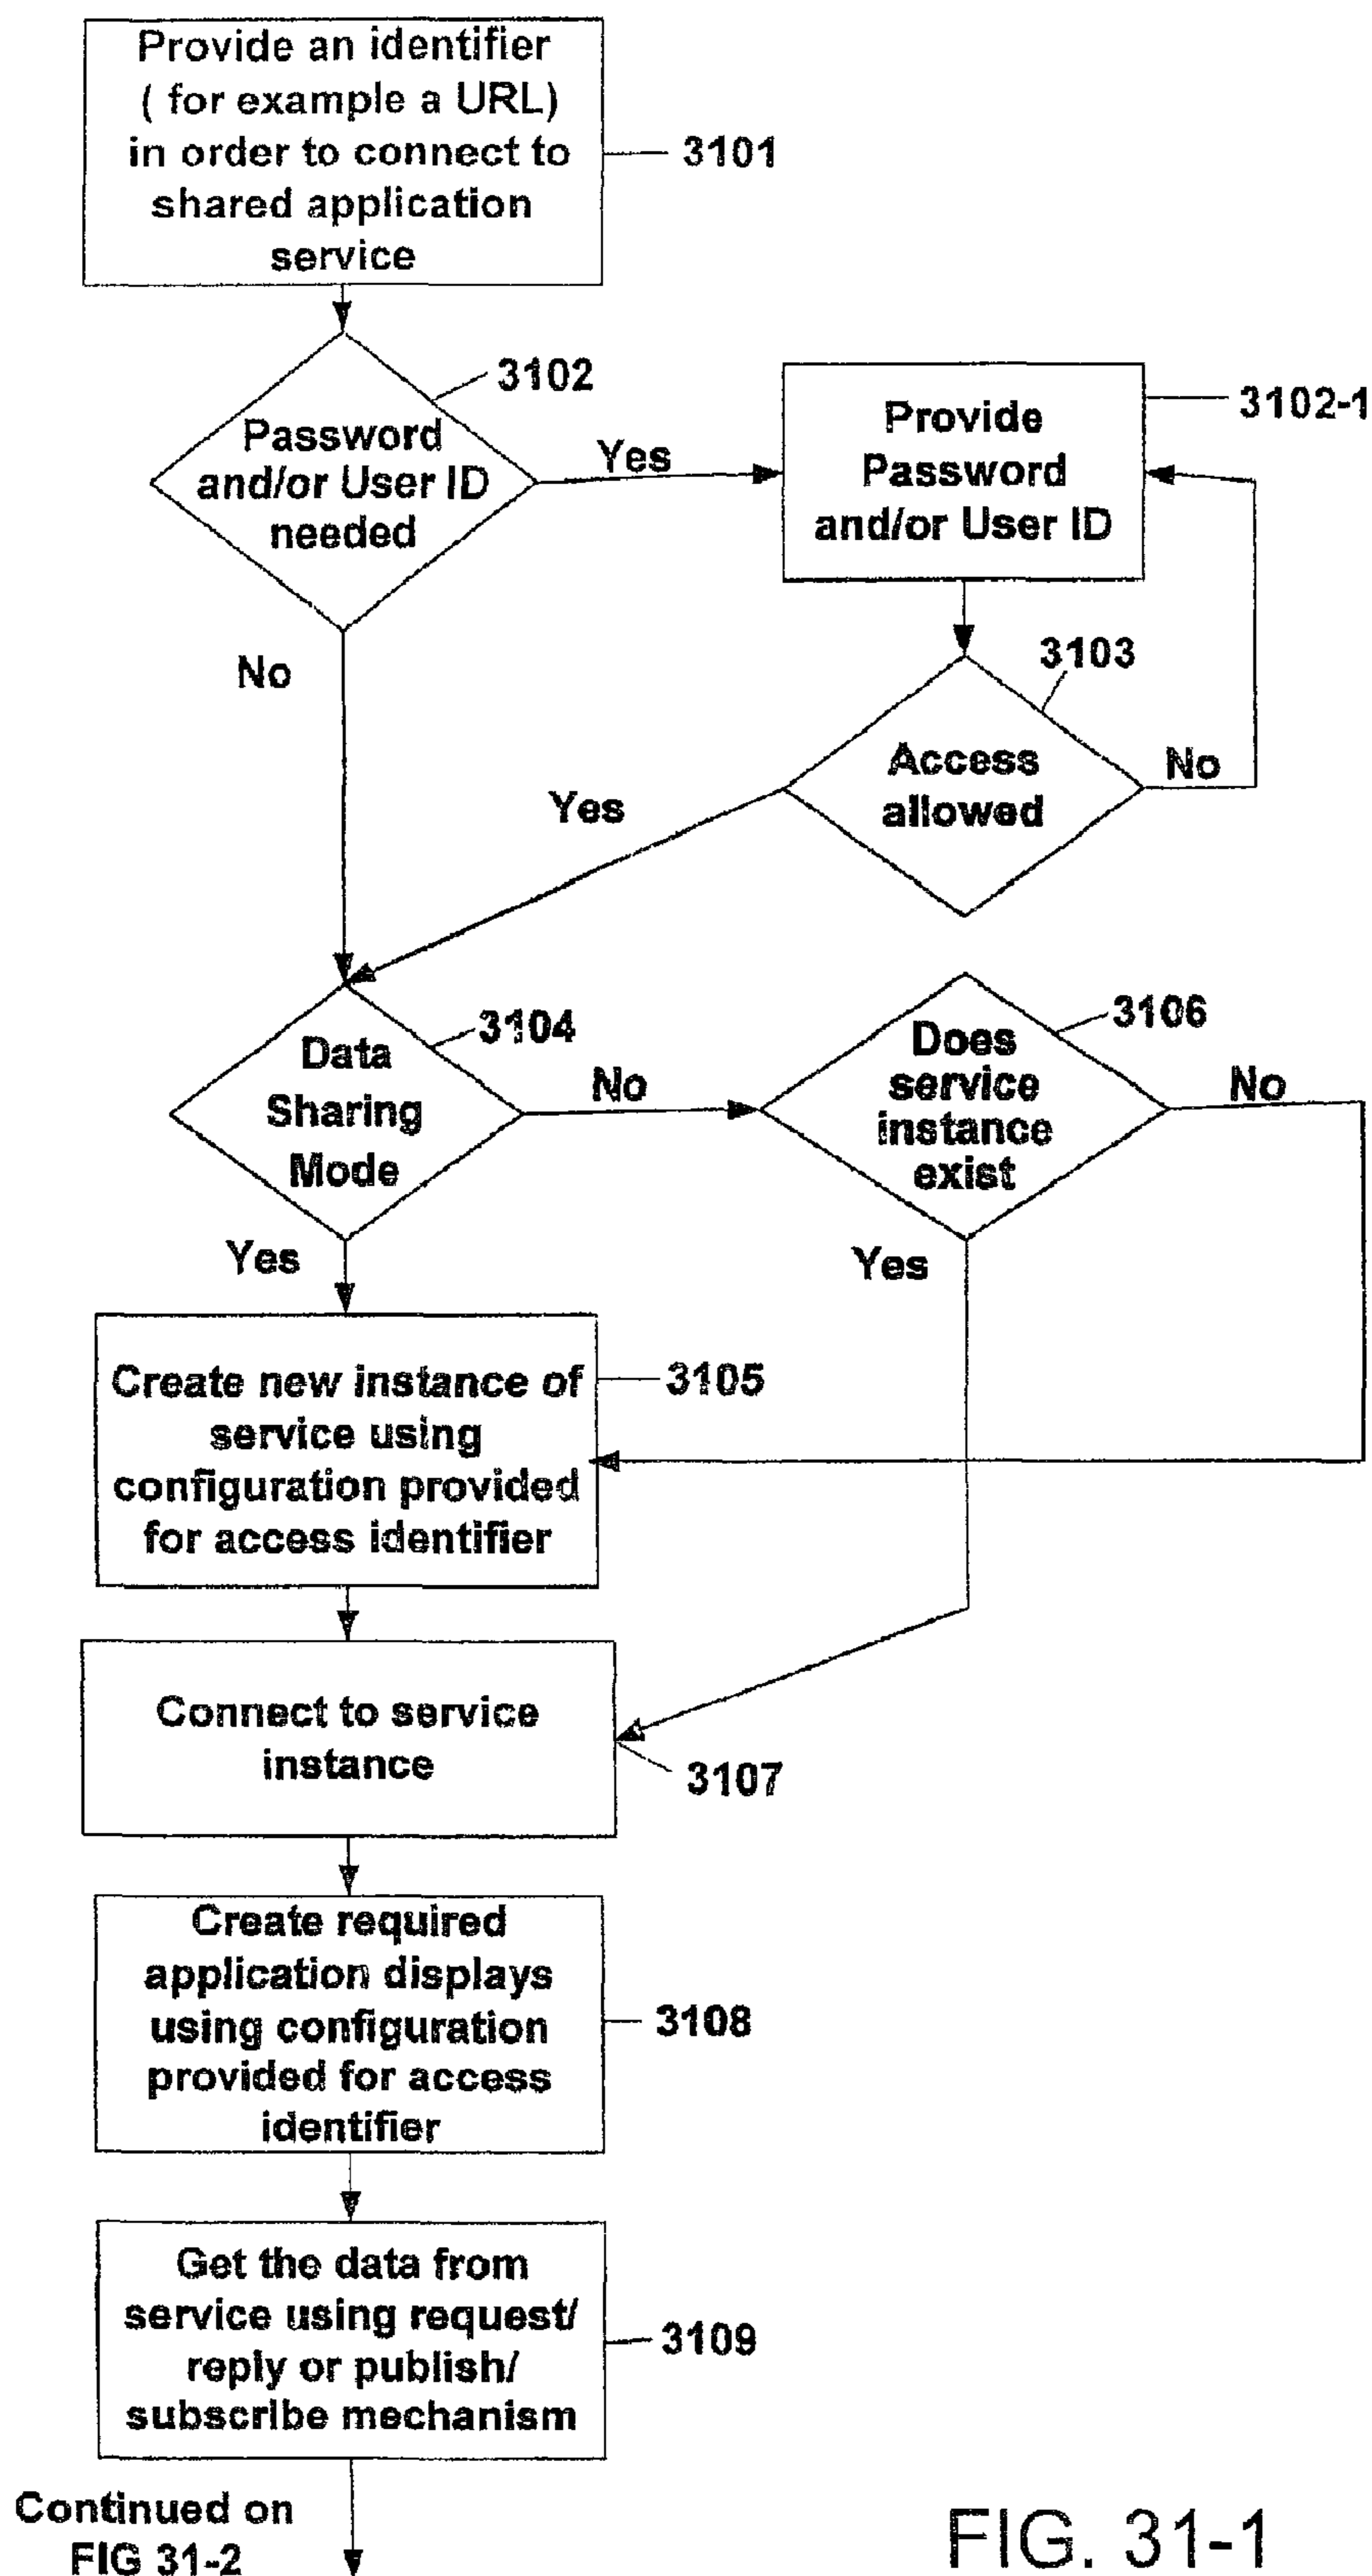 Provide an identifier
( for example a URL)
in order to connect to
shared application
service
3101
3102
Password
and/or User ID
needed
Yes
Provide
Password
and/or User ID
3102-1
No
3103
Access
allowed
No
Yes
3104
Data
Sharing
Mode
No
3106
Does
service
instance
exist
No
Yes
Yes
Create new instance of
service using
configuration provided
for access identifier
3105
Connect to service
instance
3107
Create required
application displays
using configuration
provided for access
identifier
3108
Get the data from
service using request/
reply or publish/
subscribe mechanism
3109
Continued on
FIG 31-2
FIG. 31-1